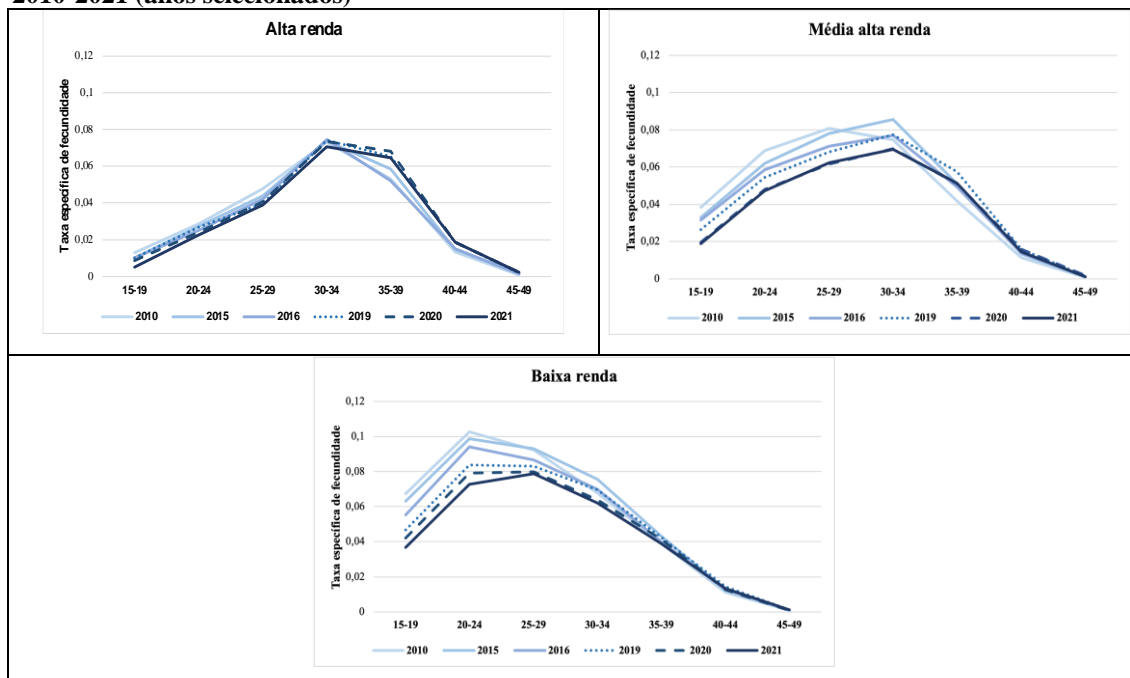 2010-2021 (anos selecionados)
Alta renda
Taxa específica de fecundidade
0,12
0,1
0,08
0,06
0,04
0,02
0
15-19 20-24 25-29 30-34 35-39 40-44 45-49
2010 2015 2016 2019 2020 2021
Média alta renda
Taxa específica de fecundidade
0,12
0,1
0,08
0,06
0,04
0,02
0
15-19 20-24 25-29 30-34 35-39 40-44 45-49
2010 2015 2016 2019 2020 2021
Baixa renda
Taxa específica de fecundidade
0,12
0,1
0,08
0,06
0,04
0,02
0
15-19 20-24 25-29 30-34 35-39 40-44 45-49
2010 2015 2016 2019 2020 2021